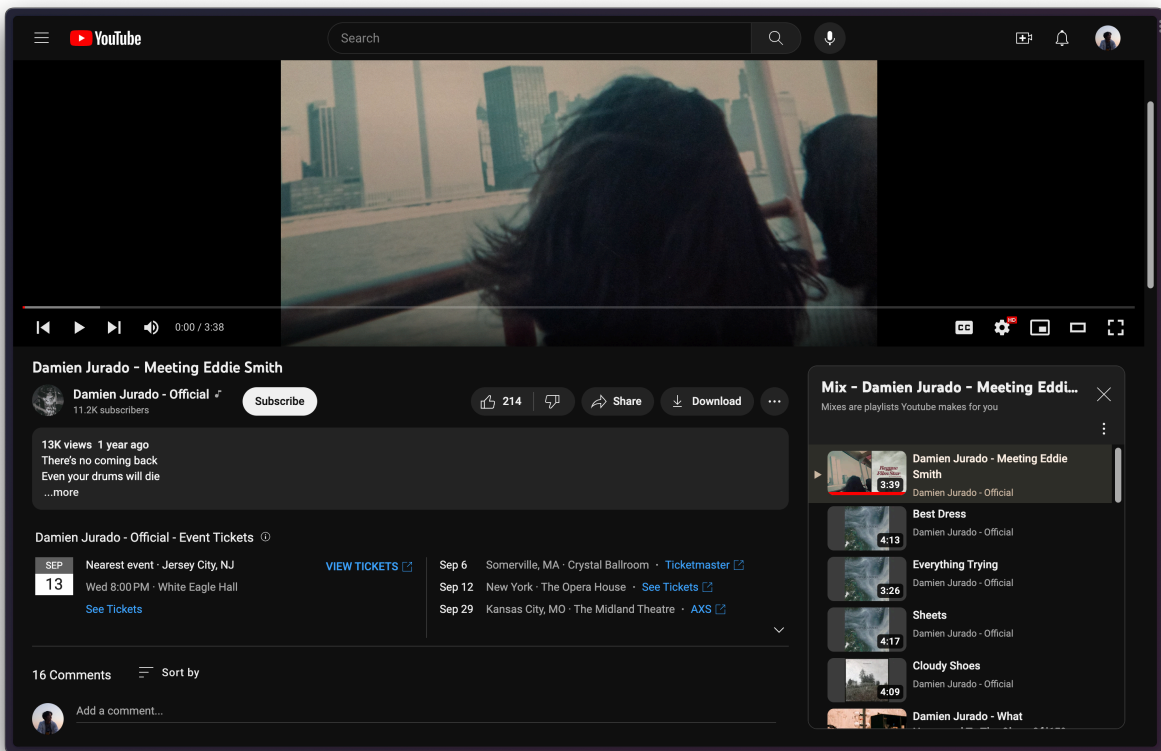 YouTube
Search
0:00 / 3:38
CC
HD
Damien Jurado - Meeting Eddie Smith
Damien Jurado - Official
11.2K subscribers
Subscribe
214
Share
Download
13K views 1 year ago
There's no coming back
Even your drums will die
...more
Damien Jurado - Official - Event Tickets
SEP
13
Nearest event · Jersey City, NJ
Wed 8:00 PM · White Eagle Hall
See Tickets
VIEW TICKETS
Sep 6 Somerville, MA · Crystal Ballroom · Ticketmaster
Sep 12 New York · The Opera House · See Tickets
Sep 29 Kansas City, MO · The Midland Theatre · AXS
16 Comments
Sort by
Add a comment...
Mix - Damien Jurado - Meeting Eddi...
Mixes are playlists Youtube makes for you
Reggae
Film Star
3:39
Damien Jurado - Meeting Eddie
Smith
Damien Jurado - Official
4:13
Best Dress
Damien Jurado - Official
3:26
Everything Trying
Damien Jurado - Official
4:17
Sheets
Damien Jurado - Official
4:09
Cloudy Shoes
Damien Jurado - Official
Damien Jurado - What